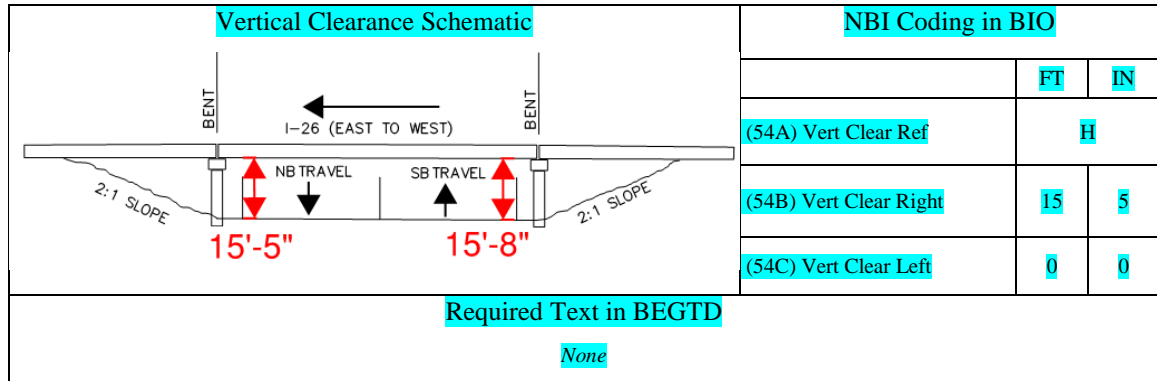 Vertical Clearance Schematic
NBI Coding in BIO
BENT
I-26 (EAST TO WEST)
BENT
2:1 SLOPE
NB TRAVEL
SB TRAVEL
2:1 SLOPE
15'-5"
15'-8"
FT IN
(54A) Vert Clear Ref H
(54B) Vert Clear Right 15 5
(54C) Vert Clear Left 0 0
Required Text in BEGTD
None